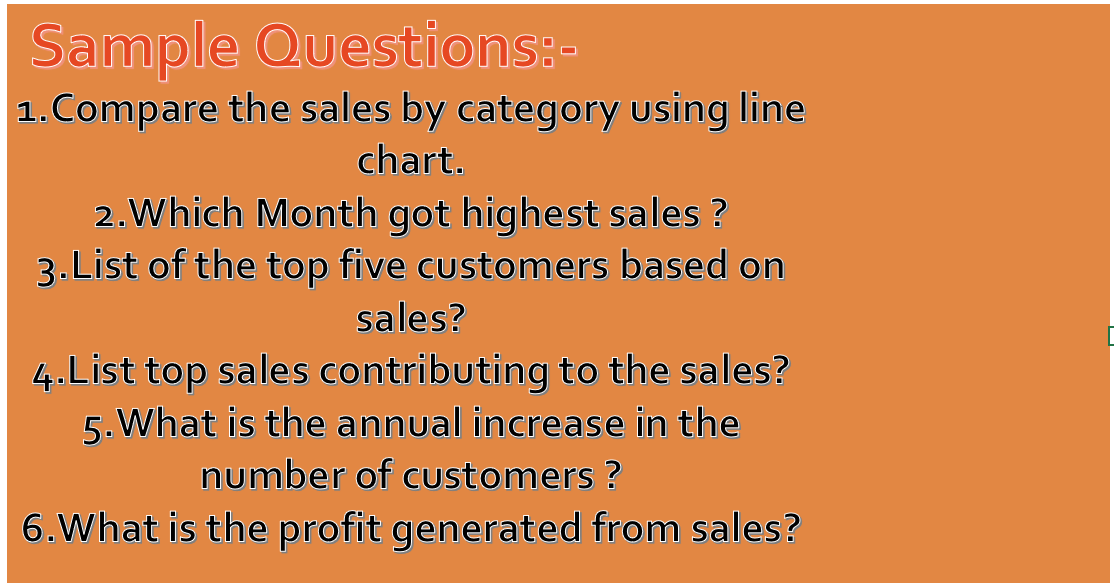 Sample Questions:-
1.Compare the sales by category using line
chart.
2.Which Month got highest sales ?
3.List of the top five customers based on
sales?
4.List top sales contributing to the sales?
5.What is the annual increase in the
number of customers ?
6.What is the profit generated from sales?